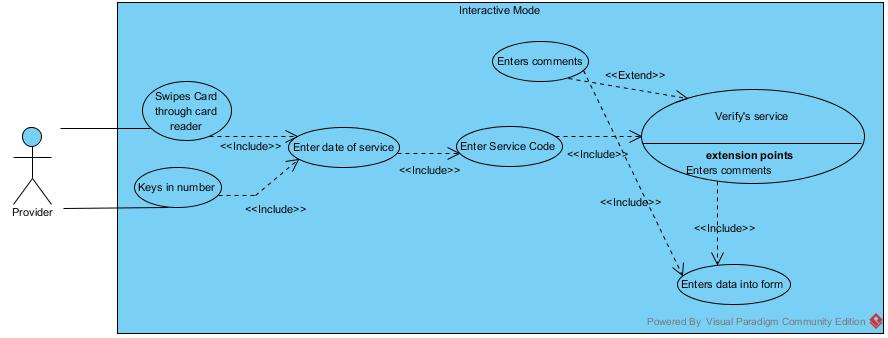 Interactive Mode
Enters comments
<<Extend>>
Swipes Card
through card
reader
Verify's service
<<Include>>
Enter date of service
Enter Service Code
<<Include>>
extension points
Enters comments
<<Include>>
Keys in number
<<Include>>
<<Include>>
Provider
<<Include>>
Enters data into form
Powered By Visual Paradigm Community Edition